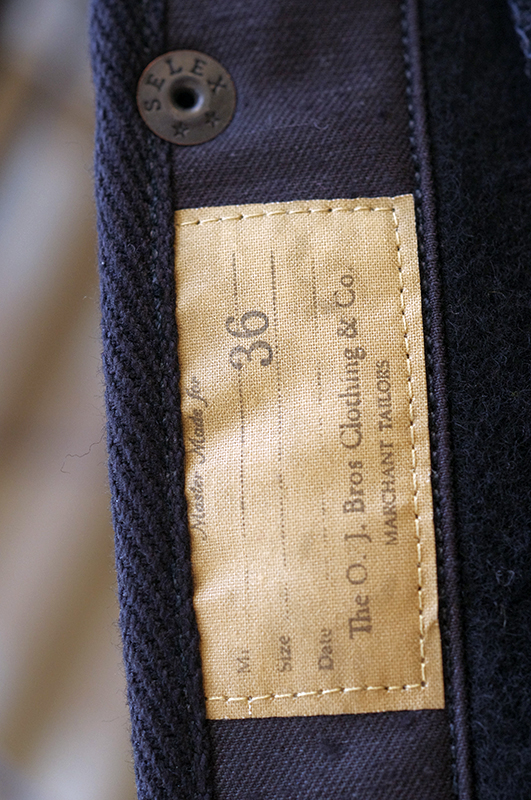 SELEX
Master Made for
Mr
Size 36
Date
The O. J. Bros Clothing & Co.
MARCHANT TAILORS